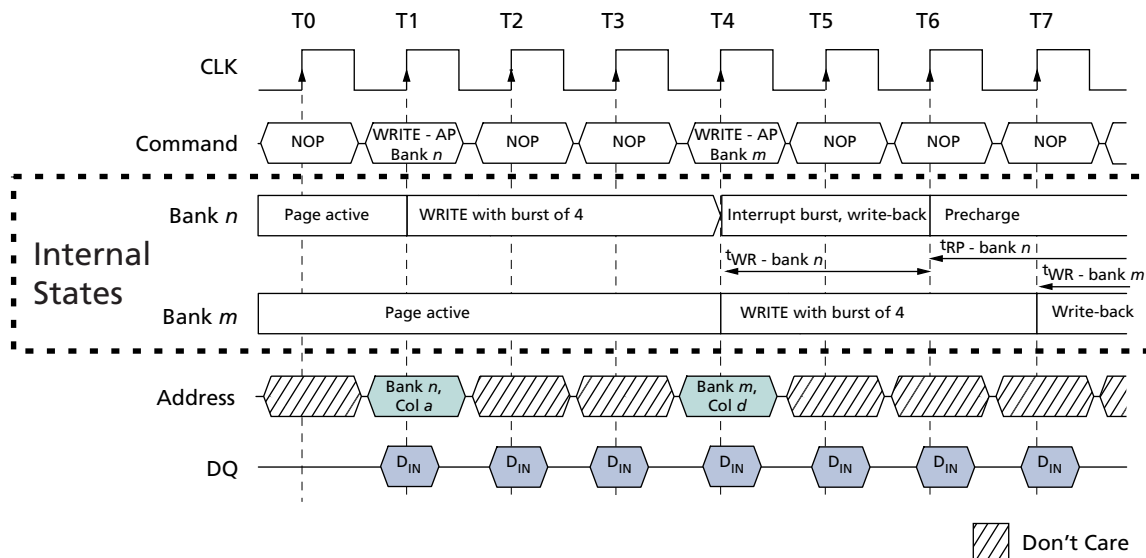 T0 T1 T2 T3 T4 T5 T6 T7
CLK
Command NOP WRITE - AP Bank n NOP NOP WRITE - AP Bank m NOP NOP NOP
Internal States
Bank n Page active WRITE with burst of 4 Interrupt burst, write-back Precharge
tWR - bank n tRP - bank n
tWR - bank m
Bank m Page active WRITE with burst of 4 Write-back
Address Bank n, Col a Bank m, Col d
DQ DIN DIN DIN DIN DIN DIN DIN
Don't Care